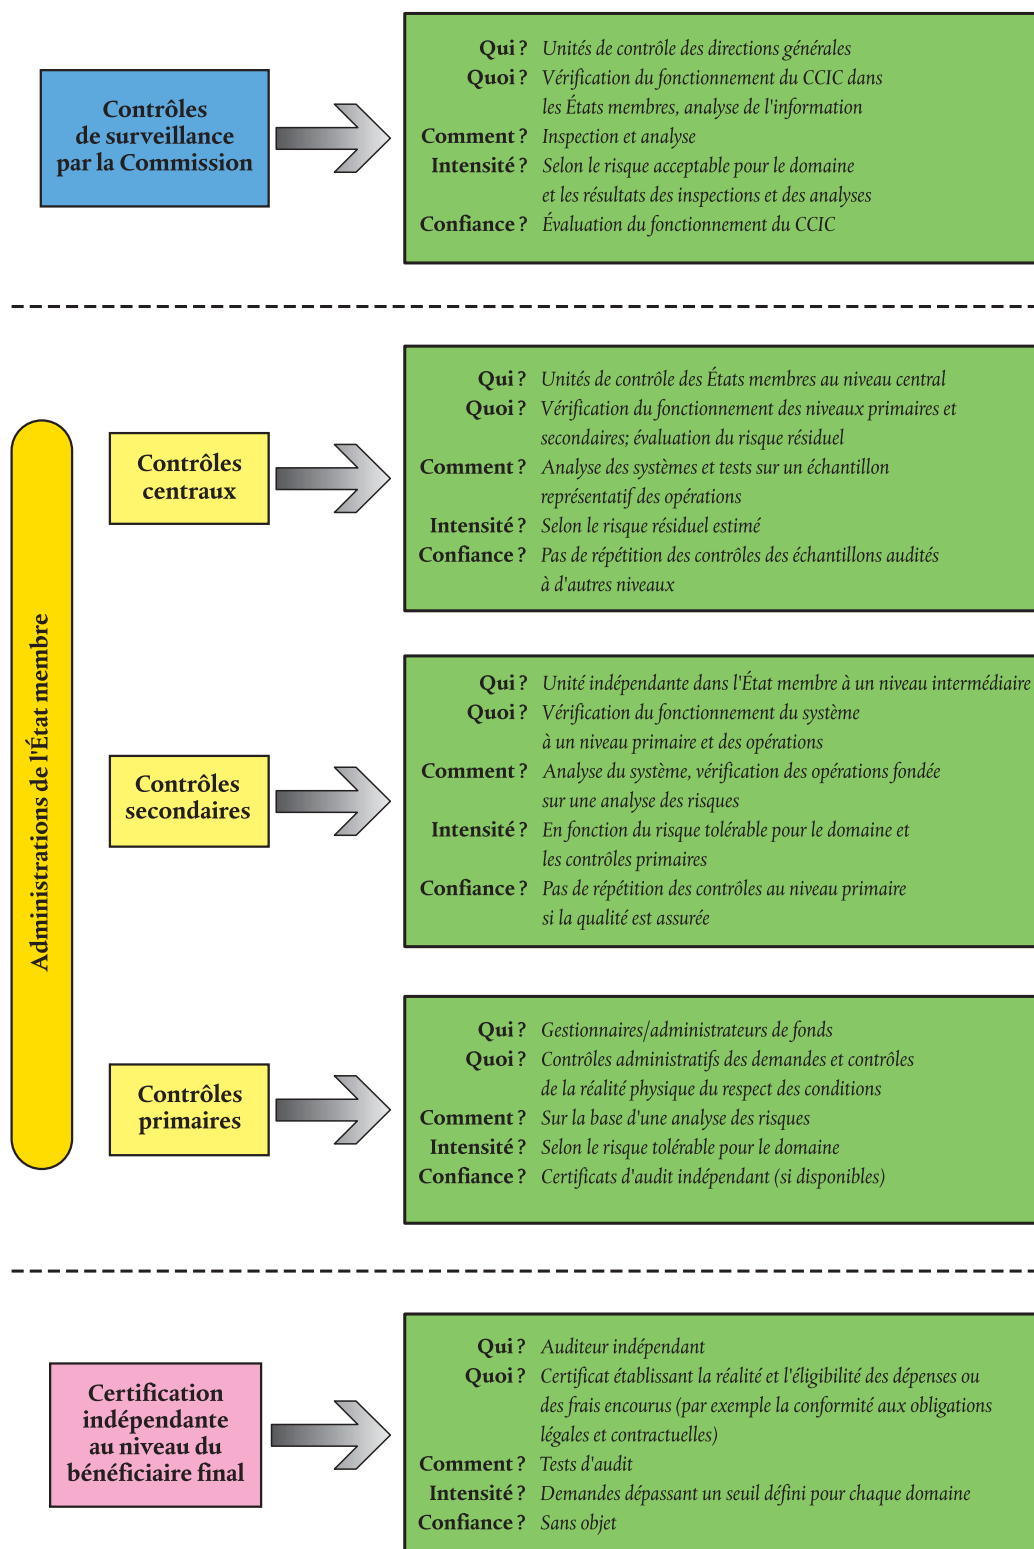 Contrôles
de surveillance
par la Commission
Qui ? Unités de contrôle des directions générales
Quoi ? Vérification du fonctionnement du CCIC dans
les États membres, analyse de l'information
Comment ? Inspection et analyse
Intensité ? Selon le risque acceptable pour le domaine
et les résultats des inspections et des analyses
Confiance ? Évaluation du fonctionnement du CCIC
Administrations de l'État membre
Contrôles
centraux
Qui ? Unités de contrôle des États membres au niveau central
Quoi ? Vérification du fonctionnement des niveaux primaires et
secondaires; évaluation du risque résiduel
Comment ? Analyse des systèmes et tests sur un échantillon
représentatif des opérations
Intensité ? Selon le risque résiduel estimé
Confiance ? Pas de répétition des contrôles des échantillons audités
à d'autres niveaux
Contrôles
secondaires
Qui ? Unité indépendante dans l'État membre à un niveau intermédiaire
Quoi ? Vérification du fonctionnement du système
à un niveau primaire et des opérations
Comment ? Analyse du système, vérification des opérations fondée
sur une analyse des risques
Intensité ? En fonction du risque tolérable pour le domaine et
les contrôles primaires
Confiance ? Pas de répétition des contrôles au niveau primaire
si la qualité est assurée
Contrôles
primaires
Qui ? Gestionnaires/administrateurs de fonds
Quoi ? Contrôles administratifs des demandes et contrôles
de la réalité physique du respect des conditions
Comment ? Sur la base d'une analyse des risques
Intensité ? Selon le risque tolérable pour le domaine
Confiance ? Certificats d'audit indépendant (si disponibles)
Certification
indépendante
au niveau du
bénéficiaire final
Qui ? Auditeur indépendant
Quoi ? Certificat établissant la réalité et l'éligibilité des dépenses ou
des frais encourus (par exemple la conformité aux obligations
légales et contractuelles)
Comment ? Tests d'audit
Intensité ? Demandes dépassant un seuil défini pour chaque domaine
Confiance ? Sans objet